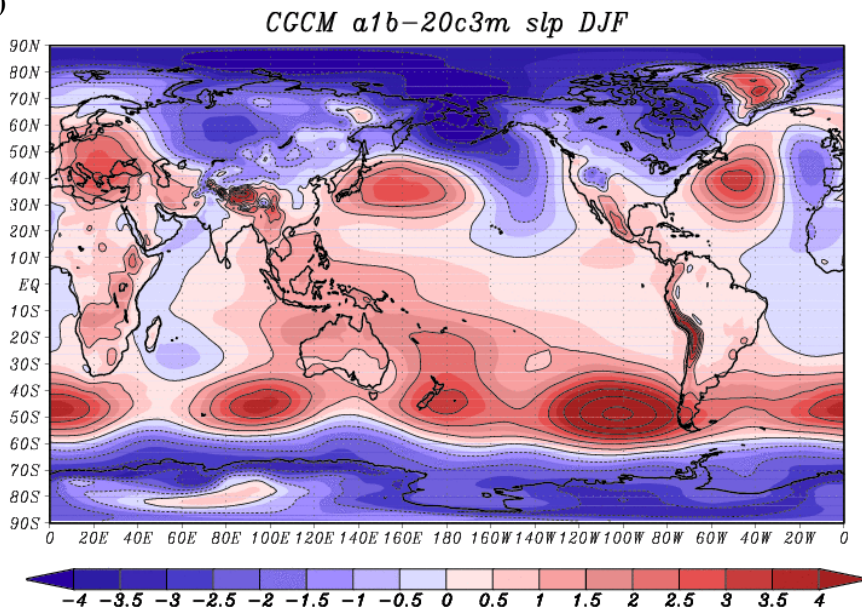 )
CGCM a1b-20c3m slp DJF
90N
80N
70N
60N
50N
40N
30N
20N
10N
EQ
10S
20S
30S
40S
50S
60S
70S
80S
90S
0 20E 40E 60E 80E 100E 120E 140E 160E 180 160W 140W 120W 100W 80W 60W 40W 20W 0
-4 -3.5 -3 -2.5 -2 -1.5 -1 -0.5 0 0.5 1 1.5 2 2.5 3 3.5 4